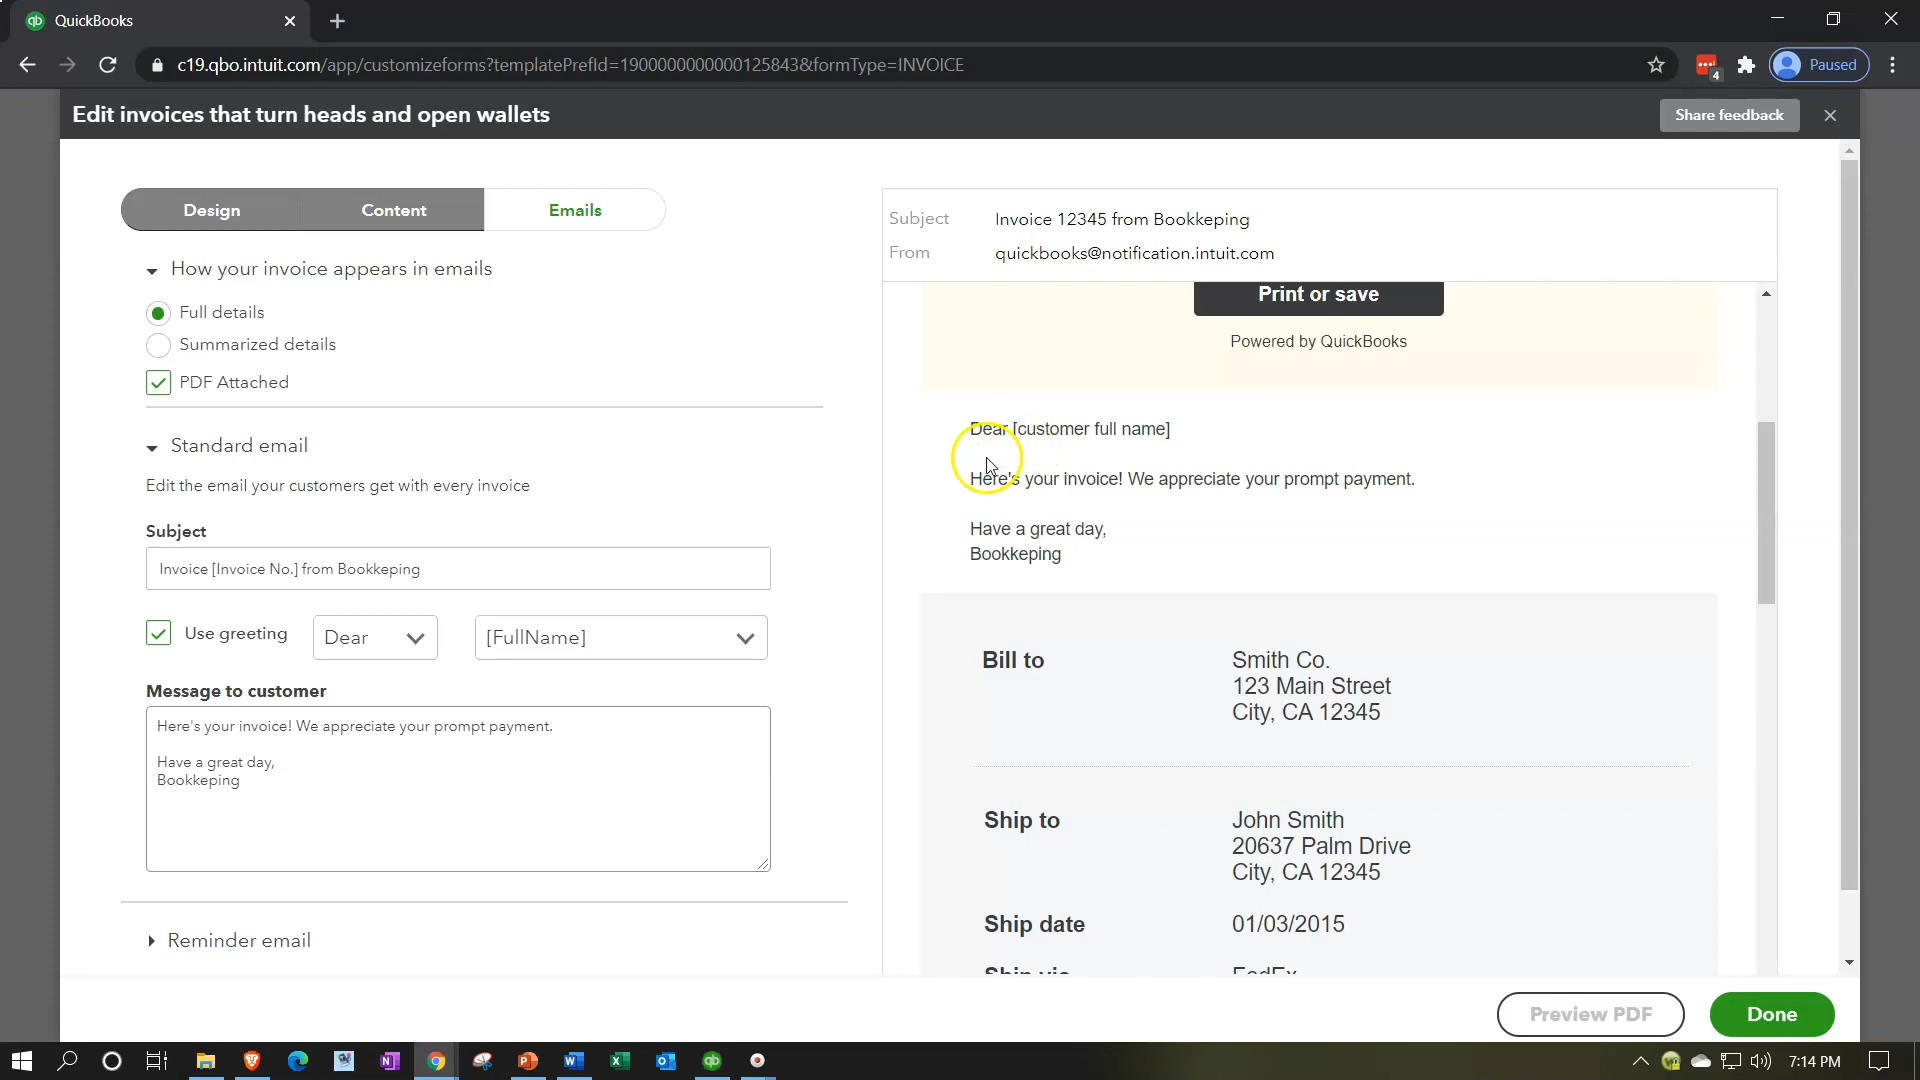 QuickBooks
c19.qbo.intuit.com/app/customizeforms?templatePrefId=1900000000000125843&formType=INVOICE
4
Paused
Edit invoices that turn heads and open wallets
Share feedback
Design Content Emails
How your invoice appears in emails
Full details
Summarized details
PDF Attached
Standard email
Edit the email your customers get with every invoice
Subject
Invoice [Invoice No.] from Bookkeping
Use greeting Dear [FullName]
Message to customer
Here's your invoice! We appreciate your prompt payment.
Have a great day,
Bookkeping
Reminder email
Subject Invoice 12345 from Bookkeping
From quickbooks@notification.intuit.com
Print or save
Powered by QuickBooks
Dear [customer full name]
Here's your invoice! We appreciate your prompt payment.
Have a great day,
Bookkeping
Bill to Smith Co.
123 Main Street
City, CA 12345
Ship to John Smith
20637 Palm Drive
City, CA 12345
Ship date 01/03/2015
Ship via FedEx
Preview PDF Done
7:14 PM